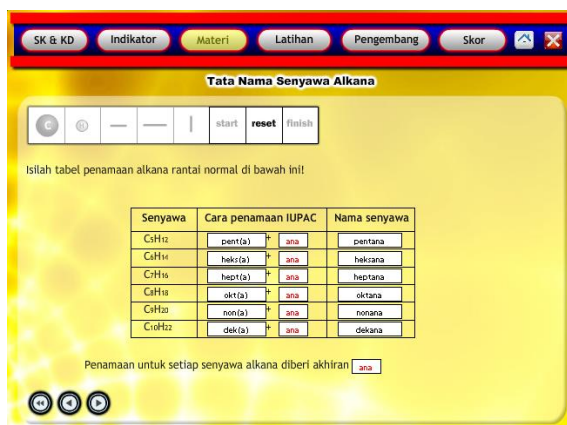 SK & KD Indikator Materi Latihan Pengembang Skor
Tata Nama Senyawa Alkana
C H start reset finish
Isilah tabel penamaan alkana rantai normal di bawah ini!
Senyawa Cara penamaan IUPAC Nama senyawa
C₅H₁₂ pent(a) + ana pentana
C₆H₁₄ heks(a) + ana heksana
C₇H₁₆ hept(a) + ana heptana
C₈H₁₈ okt(a) + ana oktana
C₉H₂₀ non(a) + ana nonana
C₁₀H₂₂ dek(a) + ana dekana
Penamaan untuk setiap senyawa alkana diberi akhiran ana